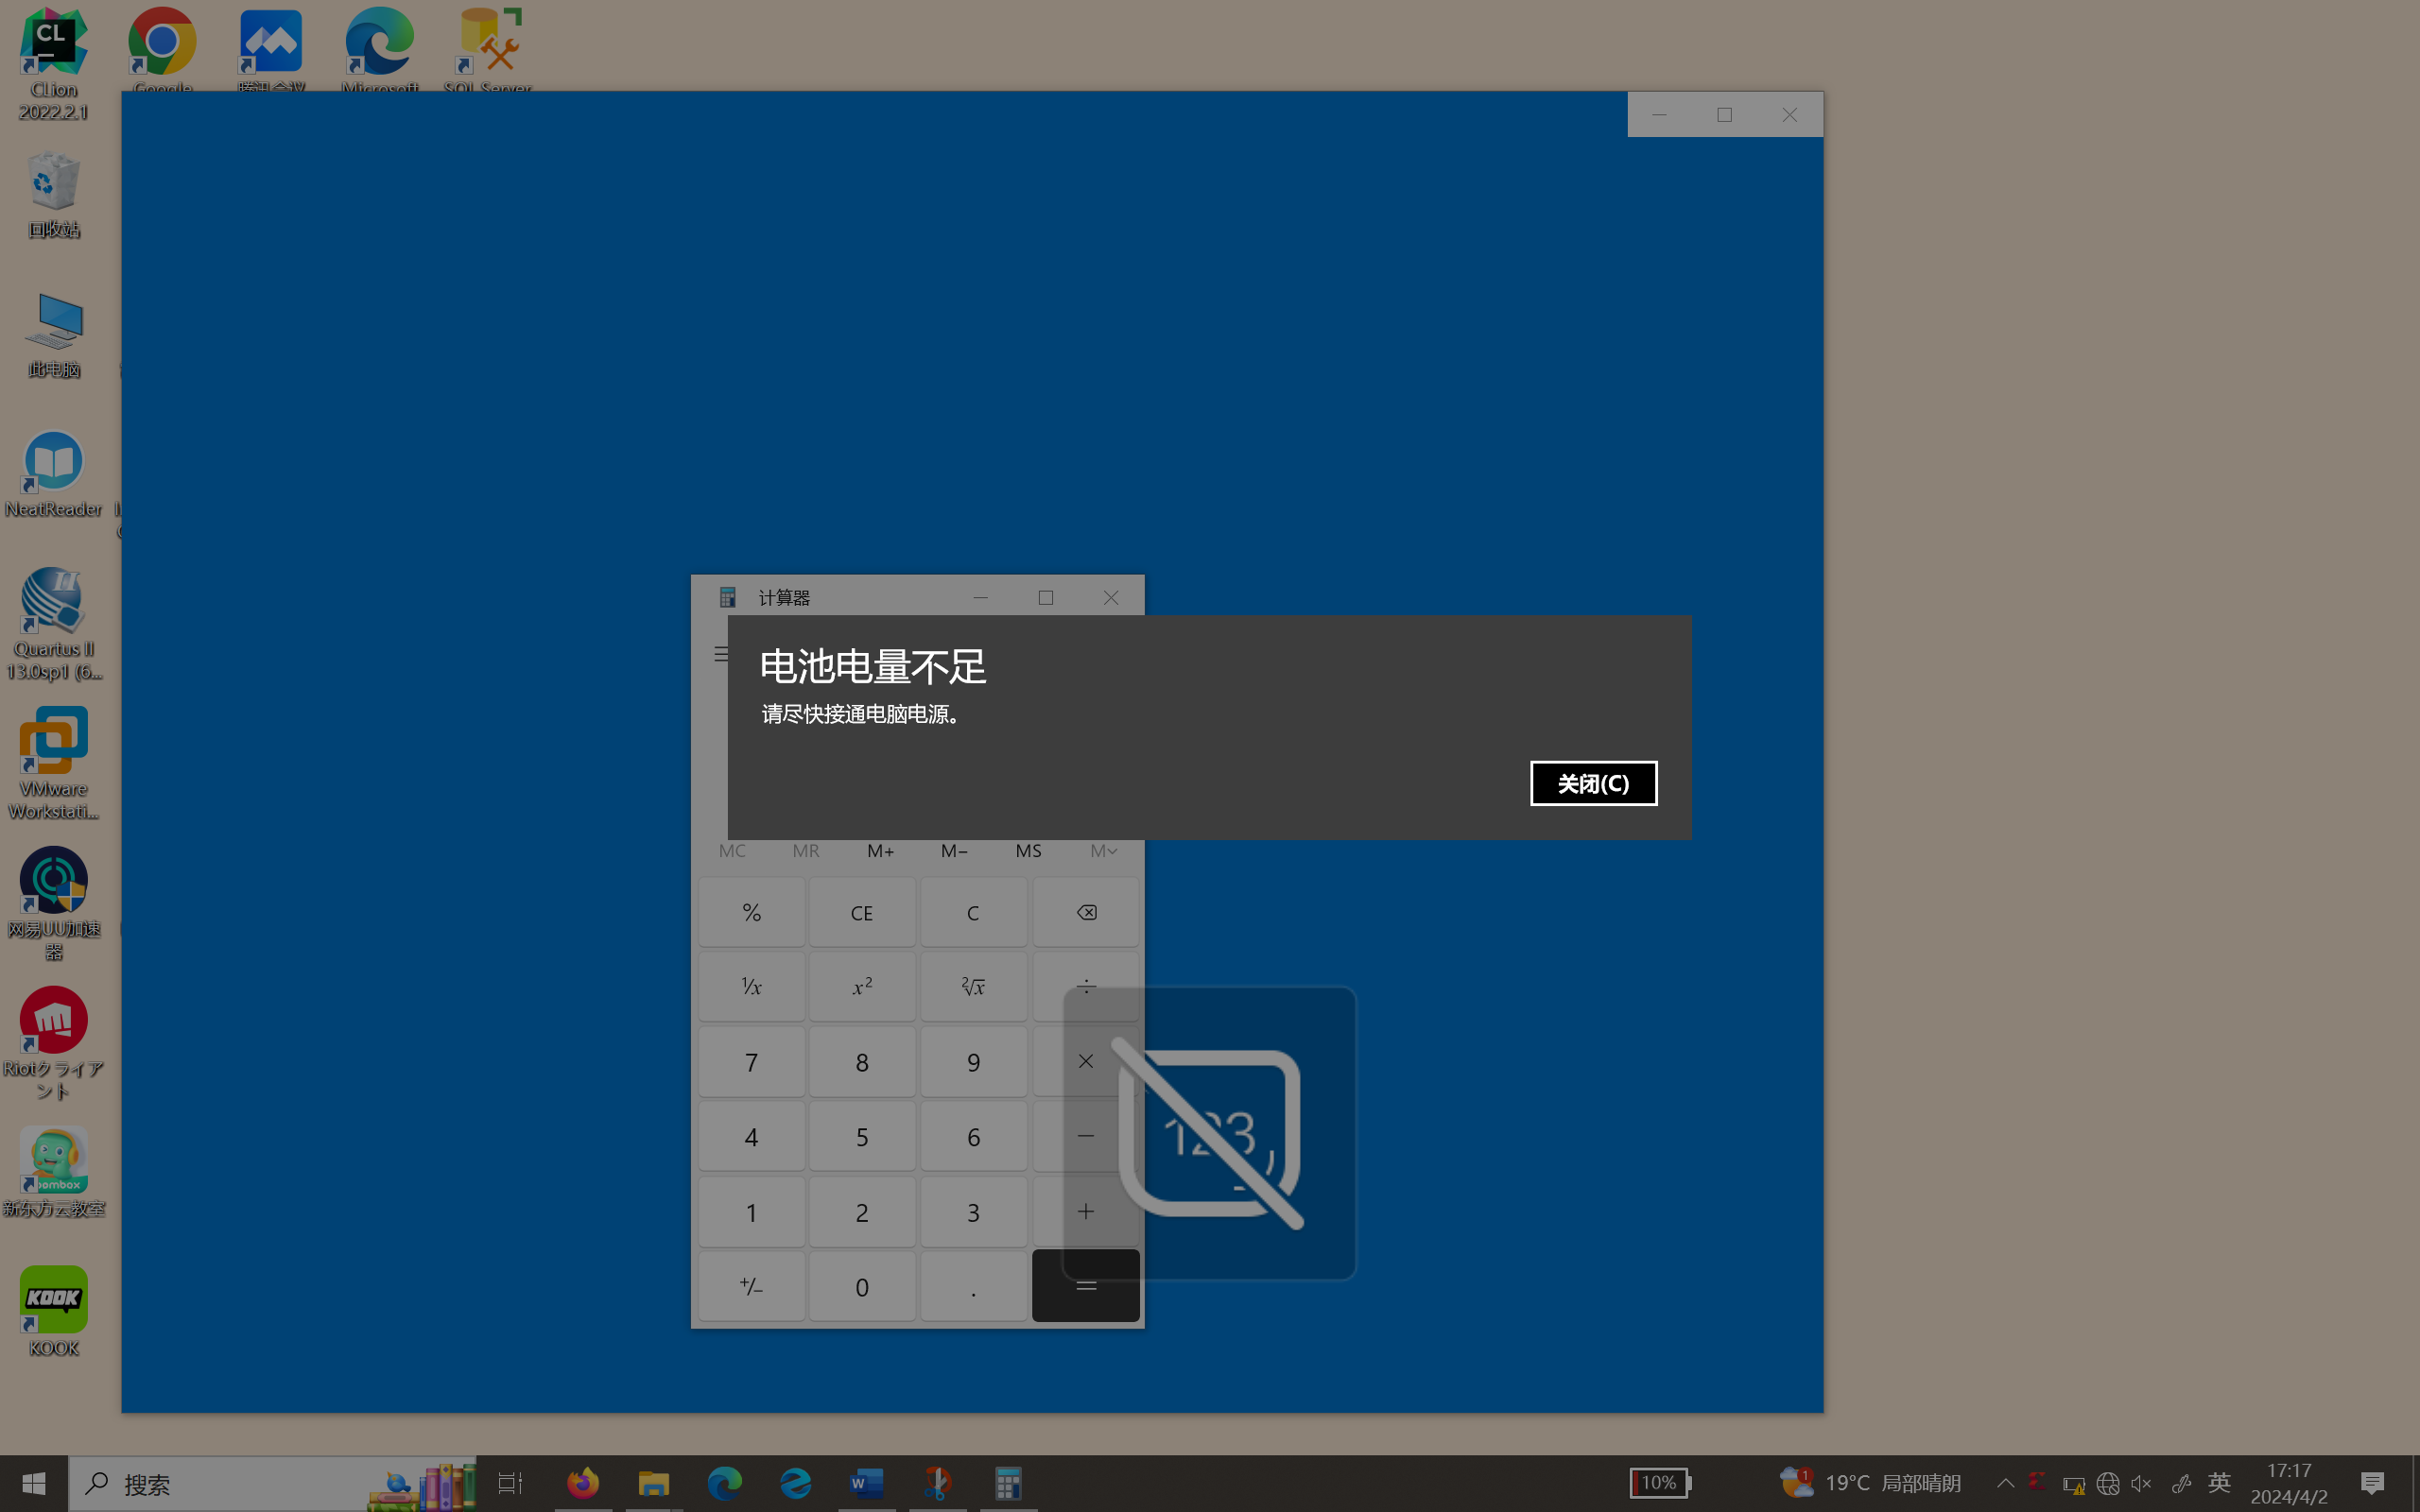 CL
CLion
2022.2.1
Google
腾讯会议
Microsoft
SQL Server
回收站
此电脑
NeatReader
Quartus II
13.0sp1 (6...
VMware
Workstati...
网易UU加速
器
Riotクライア
ント
oombox
新东方云教室
KOOK
KOOK
计算器
电池电量不足
请尽快接通电脑电源。
关闭(C)
MC MR M+ M− MS M
% CE C
¹/x x² ²√x ÷
7 8 9 ×
4 5 6 −
1 2 3 +
+/− 0 . =
123
搜索
W
10%
1
19°C 局部晴朗
英
17:17
2024/4/2